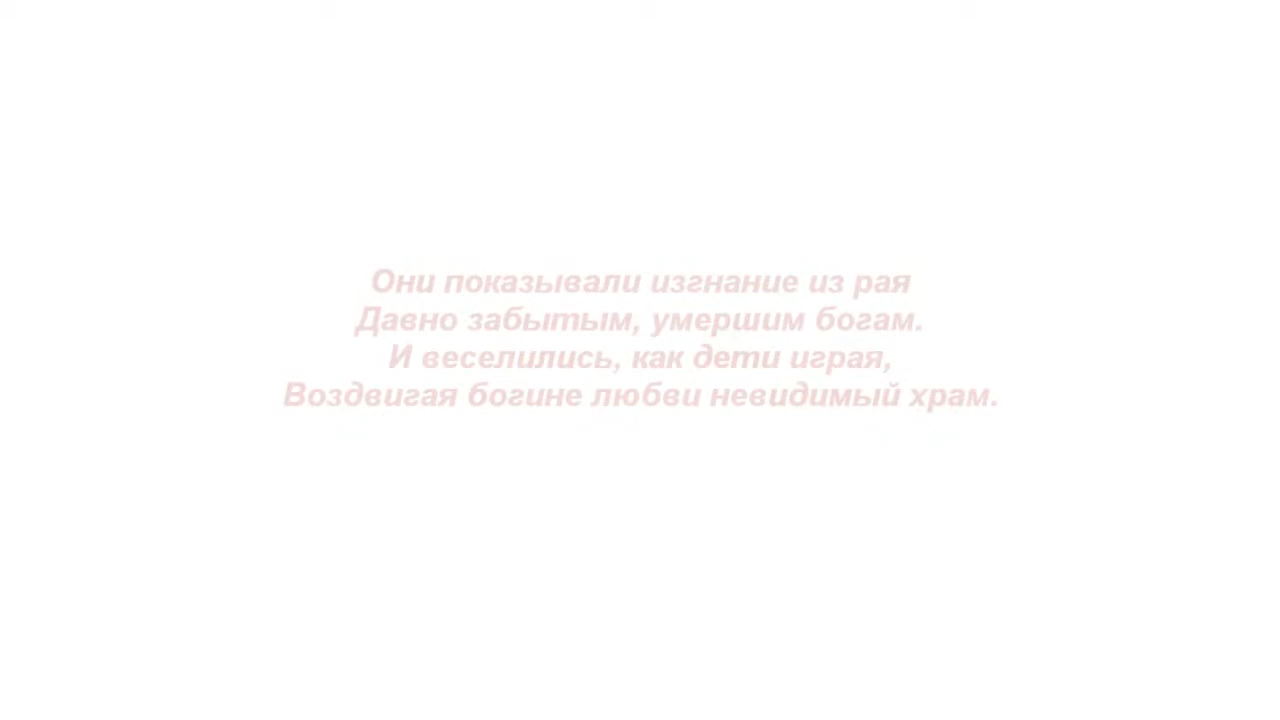 Они показывали изгнание из рая
Давно забытым, умершим богам.
И веселились, как дети играя,
Воздвигая богине любви невидимый храм.